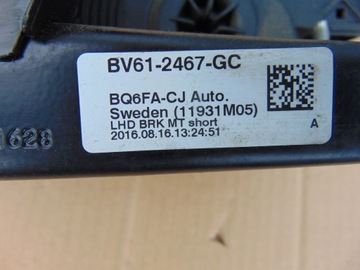 BV61-2467-GC
BQ6FA-CJ Auto.
Sweden (11931M05)
LHD BRK MT short
2016.08.16.13:24:51
A
1628